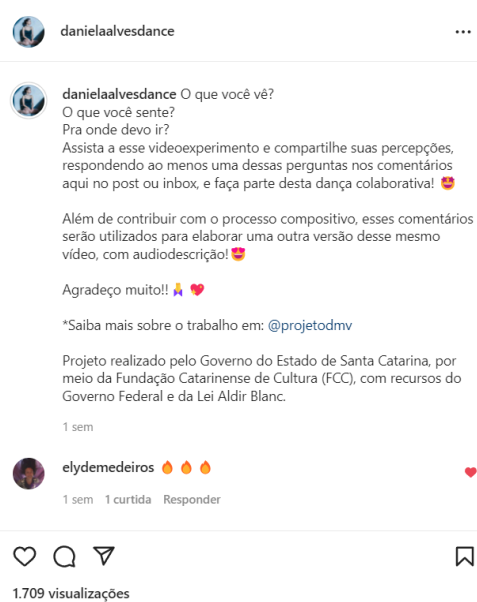 danielaalvesdance
danielaalvesdance O que você vê?
O que você sente?
Pra onde devo ir?
Assista a esse videoexperimento e compartilhe suas percepções,
respondendo ao menos uma dessas perguntas nos comentários
aqui no post ou inbox, e faça parte desta dança colaborativa! 🤩
Além de contribuir com o processo compositivo, esses comentários
serão utilizados para elaborar uma outra versão desse mesmo
vídeo, com audiodescrição!🤩
Agradeço muito!! 🧜‍♀️ 💖
*Saiba mais sobre o trabalho em: @projetodmv
Projeto realizado pelo Governo do Estado de Santa Catarina, por
meio da Fundação Catarinense de Cultura (FCC), com recursos do
Governo Federal e da Lei Aldir Blanc.
1 sem
elydemedeiros 🔥 🔥 🔥
1 sem 1 curtida Responder
1.709 visualizações